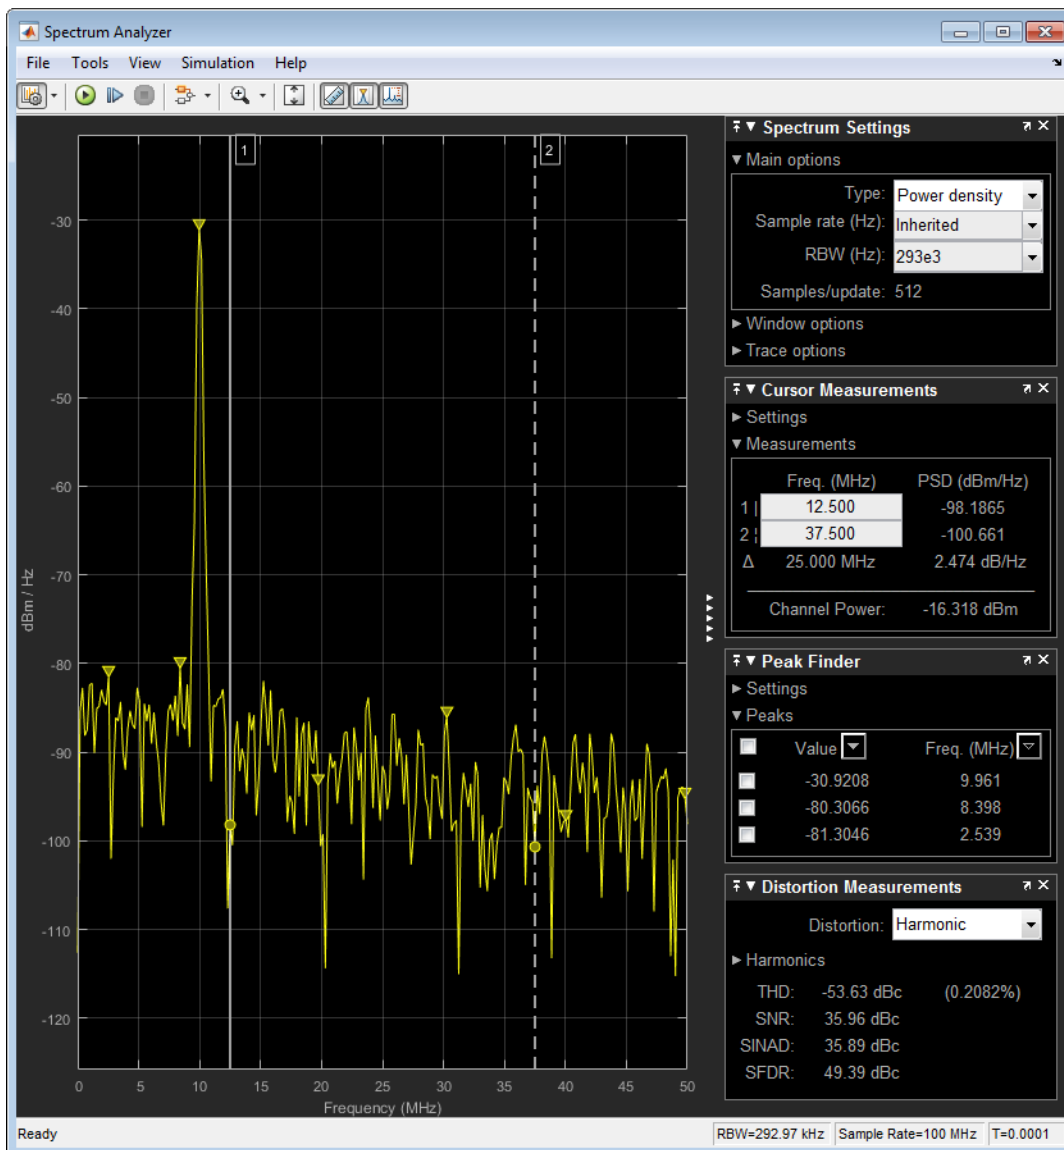 Spectrum Analyzer
File Tools View Simulation Help
1
2
-30
-40
-50
-60
-70
-80
-90
-100
-110
-120
dBm / Hz
0 5 10 15 20 25 30 35 40 45 50
Frequency (MHz)
Spectrum Settings
Main options
Type: Power density
Sample rate (Hz): Inherited
RBW (Hz): 293e3
Samples/update: 512
Window options
Trace options
Cursor Measurements
Settings
Measurements
Freq. (MHz) PSD (dBm/Hz)
1 | 12.500 -98.1865
2 ¦ 37.500 -100.661
Δ 25.000 MHz 2.474 dB/Hz
Channel Power: -16.318 dBm
Peak Finder
Settings
Peaks
Value Freq. (MHz)
-30.9208 9.961
-80.3066 8.398
-81.3046 2.539
Distortion Measurements
Distortion: Harmonic
Harmonics
THD: -53.63 dBc (0.2082%)
SNR: 35.96 dBc
SINAD: 35.89 dBc
SFDR: 49.39 dBc
Ready RBW=292.97 kHz Sample Rate=100 MHz T=0.0001